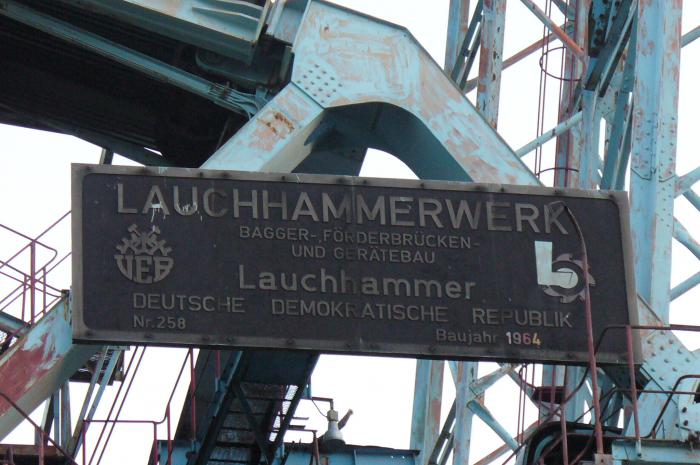 LAUCHHAMMERWERK
BAGGER-, FÖRDERBRÜCKEN-
UND GERÄTEBAU
VEB
L
Lauchhammer
DEUTSCHE DEMOKRATISCHE REPUBLIK
Nr. 258
Baujahr 1964